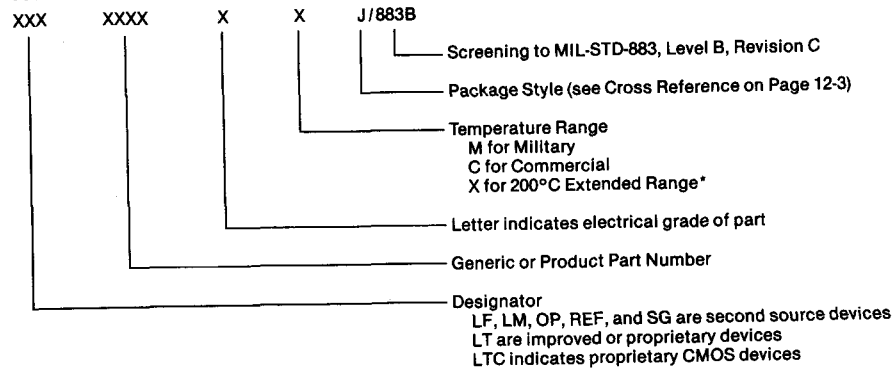 XXX XXXX X X J/883B
Screening to MIL-STD-883, Level B, Revision C
Package Style (see Cross Reference on Page 12-3)
Temperature Range
M for Military
C for Commercial
X for 200°C Extended Range*
Letter indicates electrical grade of part
Generic or Product Part Number
Designator
LF, LM, OP, REF, and SG are second source devices
LT are improved or proprietary devices
LTC indicates proprietary CMOS devices